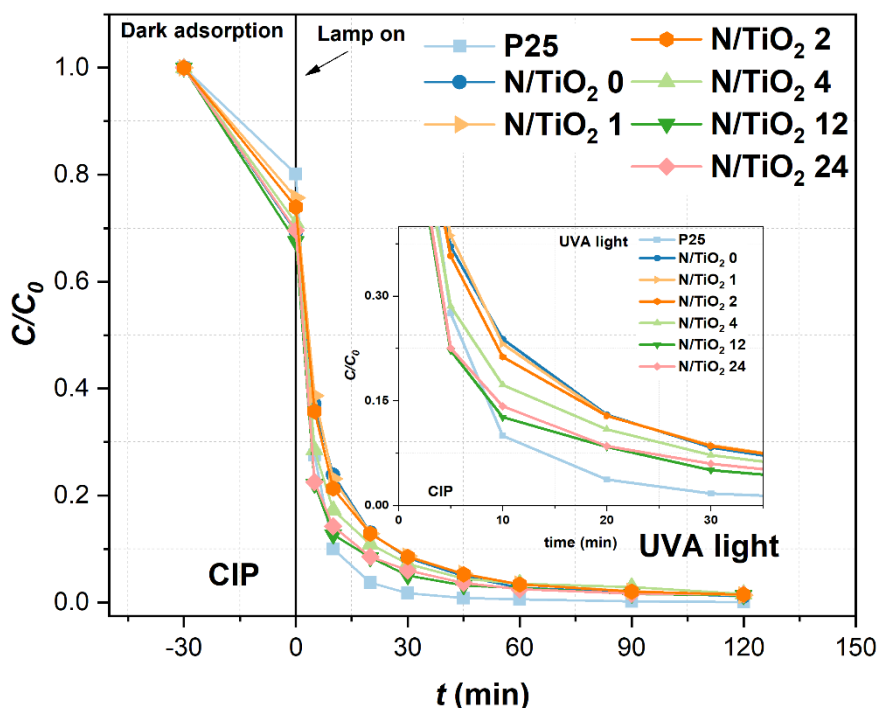 Dark adsorption
Lamp on
P25
N/TiO₂ 0
N/TiO₂ 1
N/TiO₂ 2
N/TiO₂ 4
N/TiO₂ 12
N/TiO₂ 24
1.0
0.8
0.6
0.4
0.2
0.0
C/C₀
UVA light
P25
N/TiO₂ 0
N/TiO₂ 1
N/TiO₂ 2
N/TiO₂ 4
N/TiO₂ 12
N/TiO₂ 24
0.30
0.15
0.00
C/C₀
CIP
0
10
20
30
time (min)
CIP
UVA light
-30
0
30
60
90
120
150
t (min)